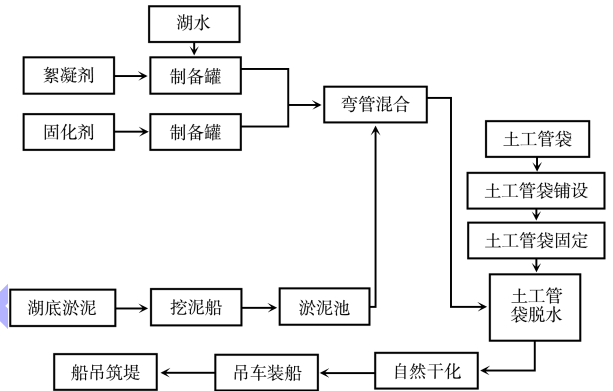 湖水
絮凝剂
制备罐
固化剂
制备罐
弯管混合
土工管袋
土工管袋铺设
土工管袋固定
湖底淤泥
挖泥船
淤泥池
土工管
袋脱水
船吊筑堤
吊车装船
自然干化